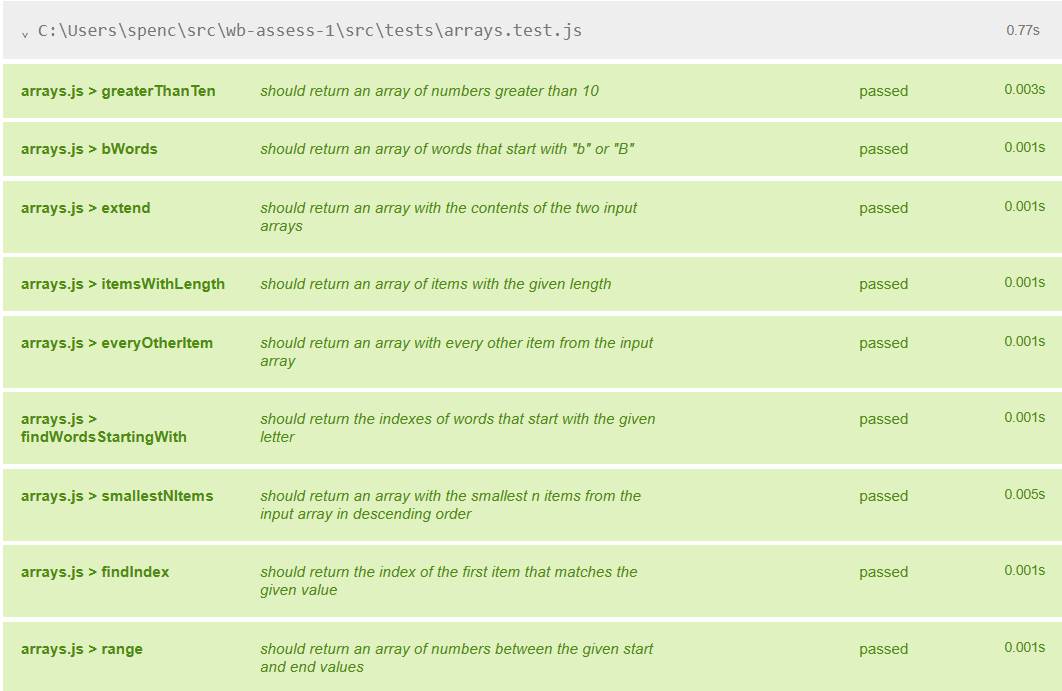 ⌄ C:\Users\spenc\src\wb-assess-1\src\tests\arrays.test.js 0.77s
arrays.js > greaterThanTen should return an array of numbers greater than 10 passed 0.003s
arrays.js > bWords should return an array of words that start with "b" or "B" passed 0.001s
arrays.js > extend should return an array with the contents of the two input passed 0.001s
arrays
arrays.js > itemsWithLength should return an array of items with the given length passed 0.001s
arrays.js > everyOtherItem should return an array with every other item from the input passed 0.001s
array
arrays.js > should return the indexes of words that start with the given passed 0.001s
findWordsStartingWith letter
arrays.js > smallestNItems should return an array with the smallest n items from the passed 0.005s
input array in descending order
arrays.js > findIndex should return the index of the first item that matches the passed 0.001s
given value
arrays.js > range should return an array of numbers between the given start passed 0.001s
and end values